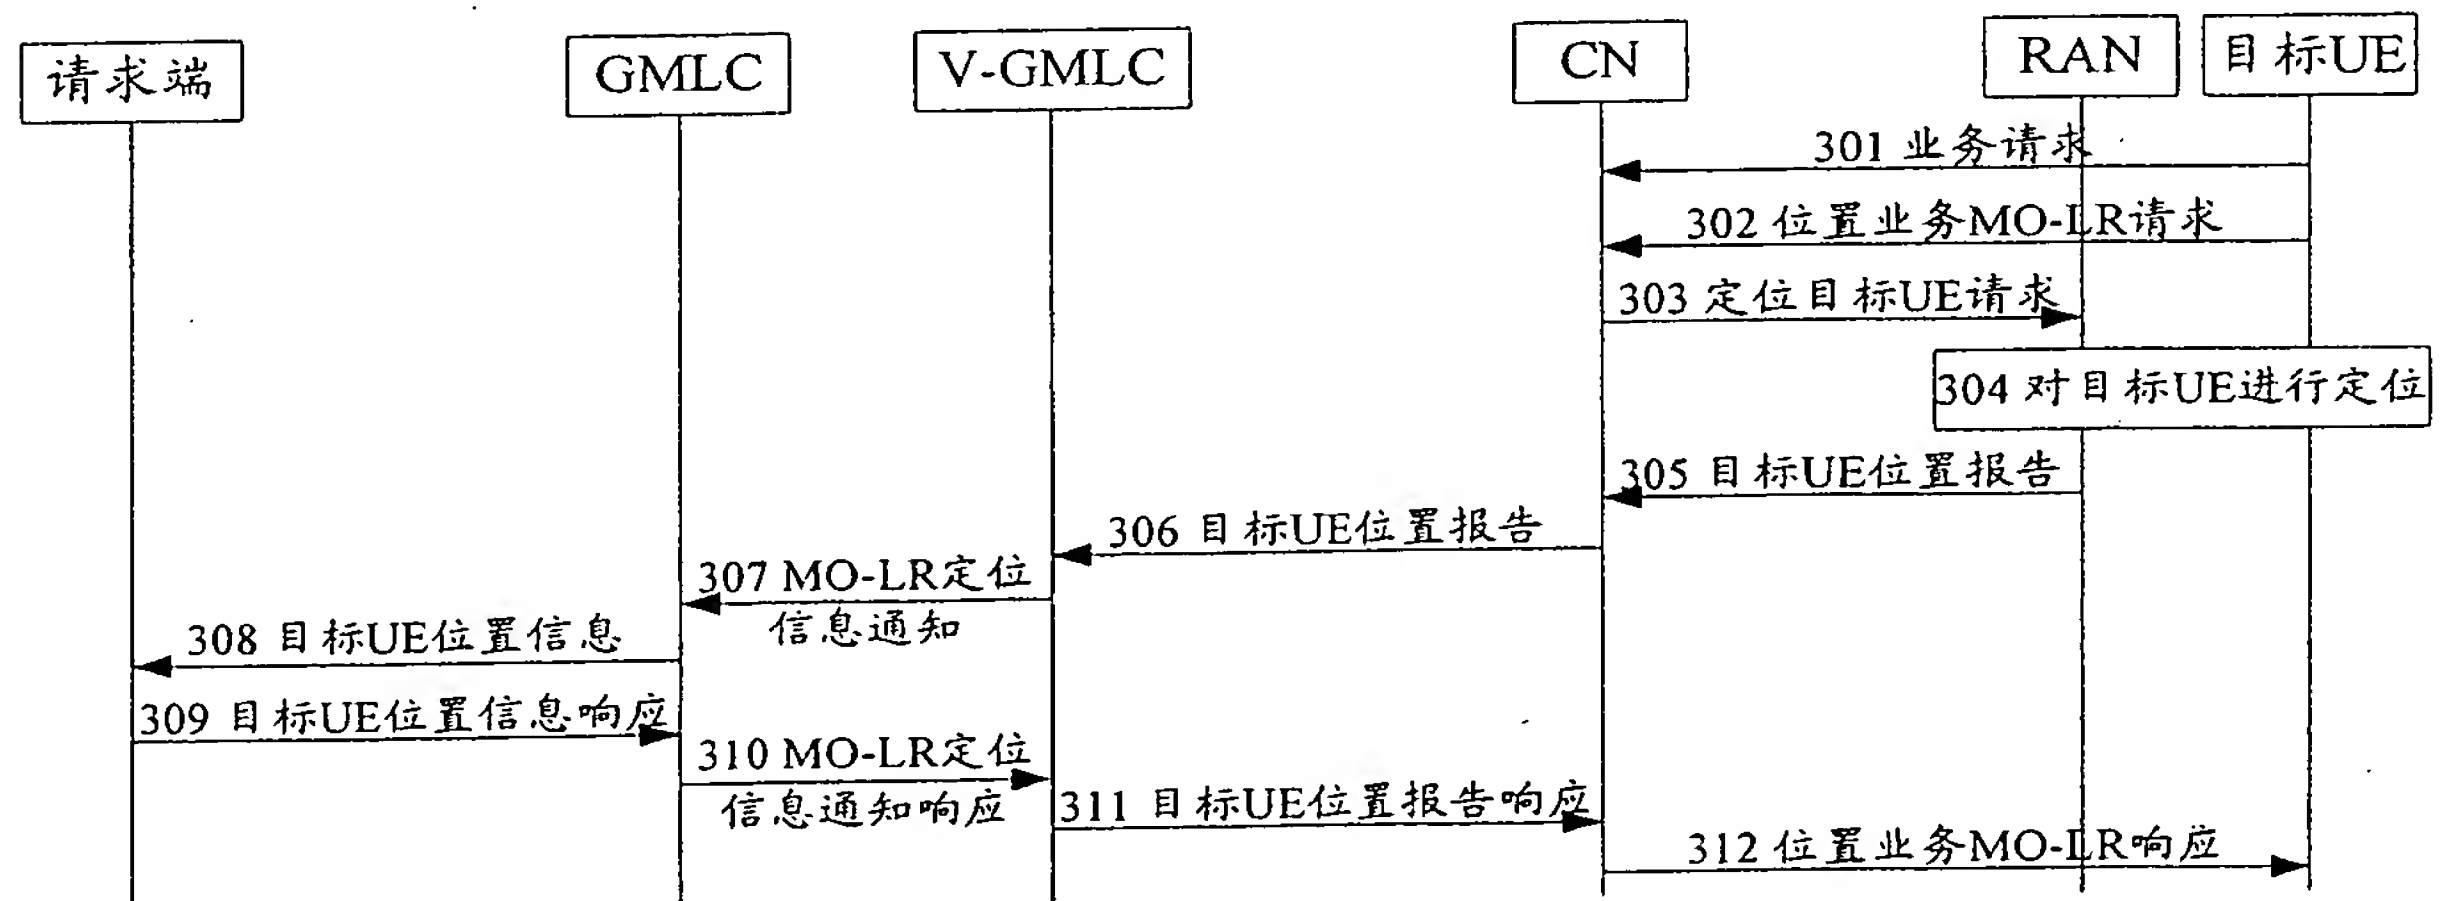 请求端
GMLC
V-GMLC
CN
RAN
目标UE
301 业务请求
302 位置业务MO-LR请求
303 定位目标UE请求
304 对目标UE进行定位
305 目标UE位置报告
306 目标UE位置报告
307 MO-LR定位
信息通知
308 目标UE位置信息
309 目标UE位置信息响应
310 MO-LR定位
信息通知响应
311 目标UE位置报告响应
312 位置业务MO-LR响应